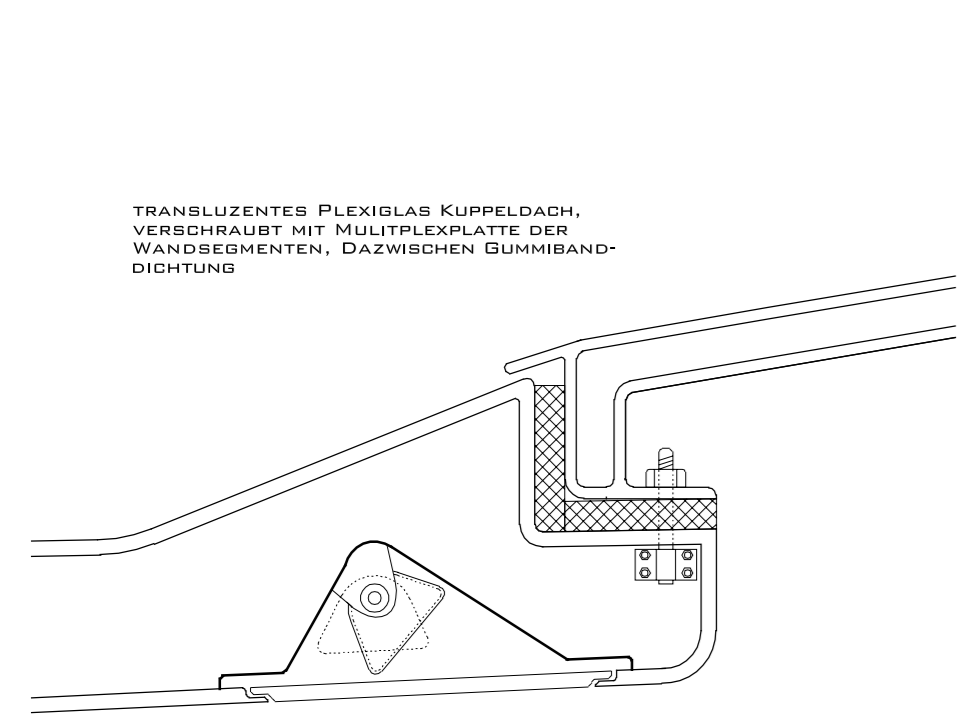 TRANSLUZENTES PLEXIGLAS KUPPELDACH,
VERSCHRAUBT MIT MULITPLEXPLATTE DER
WANDSEGMENTEN, DAZWISCHEN GUMMIBAND-
DICHTUNG